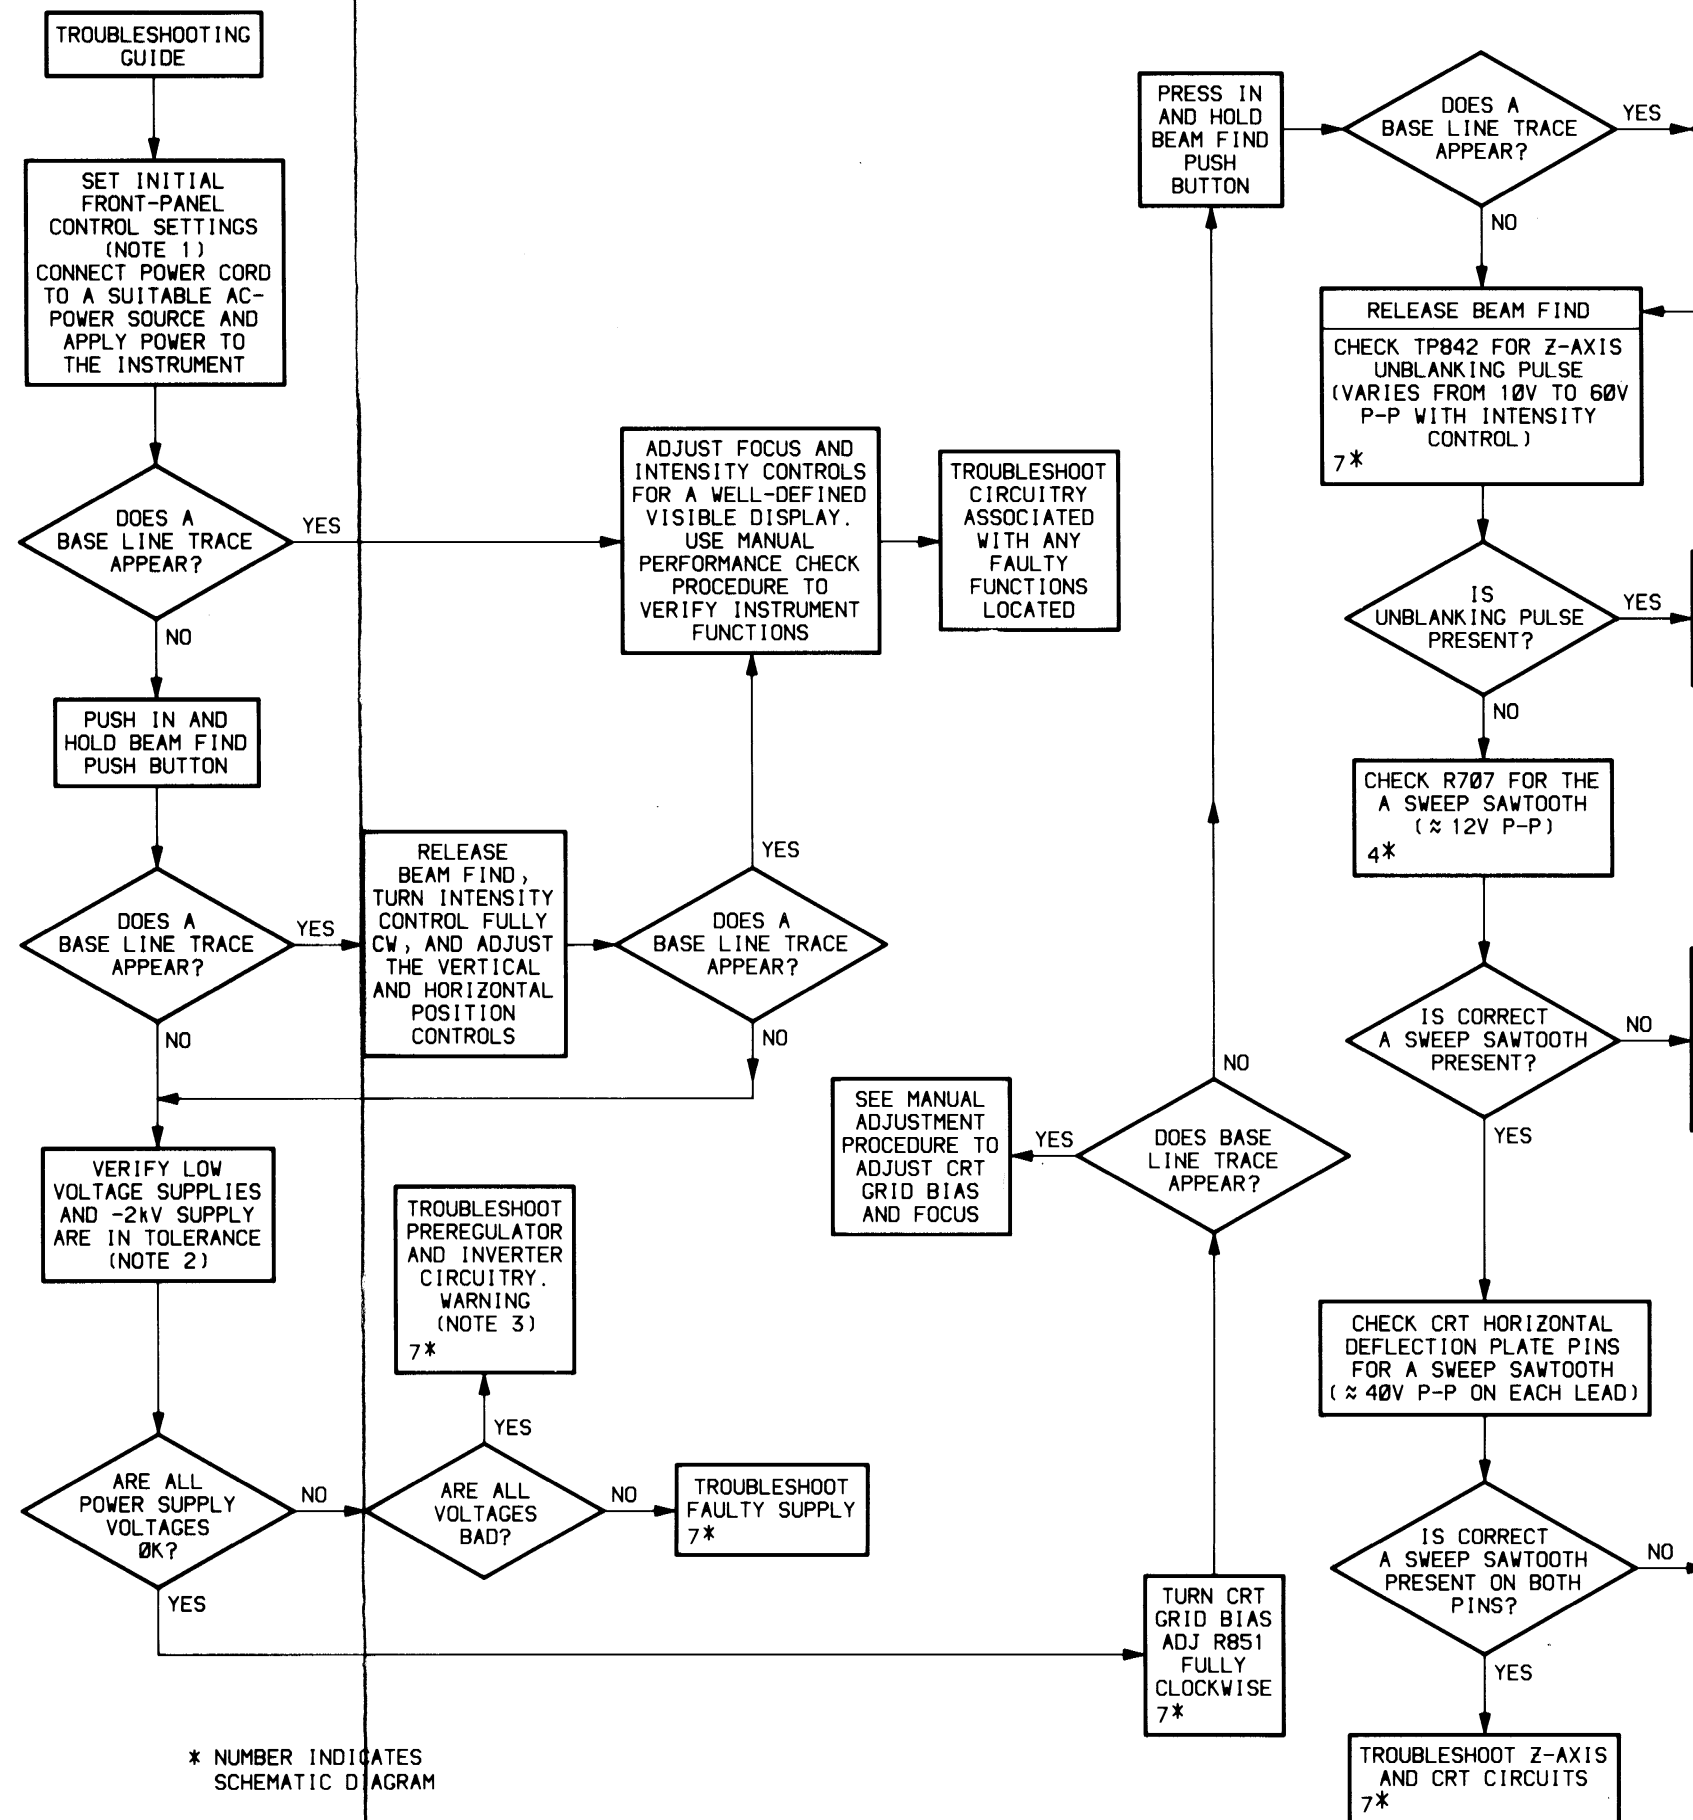 TROUBLESHOOTING
GUIDE
SET INITIAL
FRONT-PANEL
CONTROL SETTINGS
(NOTE 1)
CONNECT POWER CORD
TO A SUITABLE AC-
POWER SOURCE AND
APPLY POWER TO
THE INSTRUMENT
DOES A
BASE LINE TRACE
APPEAR?
YES
NO
PUSH IN AND
HOLD BEAM FIND
PUSH BUTTON
DOES A
BASE LINE TRACE
APPEAR?
YES
NO
VERIFY LOW
VOLTAGE SUPPLIES
AND -2kV SUPPLY
ARE IN TOLERANCE
(NOTE 2)
ARE ALL
POWER SUPPLY
VOLTAGES
ØK?
NO
YES
RELEASE
BEAM FIND,
TURN INTENSITY
CONTROL FULLY
CW, AND ADJUST
THE VERTICAL
AND HORIZONTAL
POSITION
CONTROLS
DOES A
BASE LINE TRACE
APPEAR?
YES
NO
ADJUST FOCUS AND
INTENSITY CONTROLS
FOR A WELL-DEFINED
VISIBLE DISPLAY.
USE MANUAL
PERFORMANCE CHECK
PROCEDURE TO
VERIFY INSTRUMENT
FUNCTIONS
TROUBLESHOOT
CIRCUITRY
ASSOCIATED
WITH ANY
FAULTY
FUNCTIONS
LOCATED
TROUBLESHOOT
PREREGULATOR
AND INVERTER
CIRCUITRY.
WARNING
(NOTE 3)
7*
YES
ARE ALL
VOLTAGES
BAD?
NO
TROUBLESHOOT
FAULTY SUPPLY
7*
TURN CRT
GRID BIAS
ADJ R851
FULLY
CLOCKWISE
7*
DOES BASE
LINE TRACE
APPEAR?
YES
NO
SEE MANUAL
ADJUSTMENT
PROCEDURE TO
ADJUST CRT
GRID BIAS
AND FOCUS
PRESS IN
AND HOLD
BEAM FIND
PUSH
BUTTON
DOES A
BASE LINE TRACE
APPEAR?
YES
NO
RELEASE BEAM FIND
CHECK TP842 FOR Z-AXIS
UNBLANKING PULSE
(VARIES FROM 1ØV TO 6ØV
P-P WITH INTENSITY
CONTROL)
7*
IS
UNBLANKING PULSE
PRESENT?
YES
NO
CHECK R7Ø7 FOR THE
A SWEEP SAWTOOTH
(≈ 12V P-P)
4*
IS CORRECT
A SWEEP SAWTOOTH
PRESENT?
NO
YES
CHECK CRT HORIZONTAL
DEFLECTION PLATE PINS
FOR A SWEEP SAWTOOTH
(≈ 4ØV P-P ON EACH LEAD)
IS CORRECT
A SWEEP SAWTOOTH
PRESENT ON BOTH
PINS?
NO
YES
TROUBLESHOOT Z-AXIS
AND CRT CIRCUITS
7*
* NUMBER INDICATES
SCHEMATIC DIAGRAM